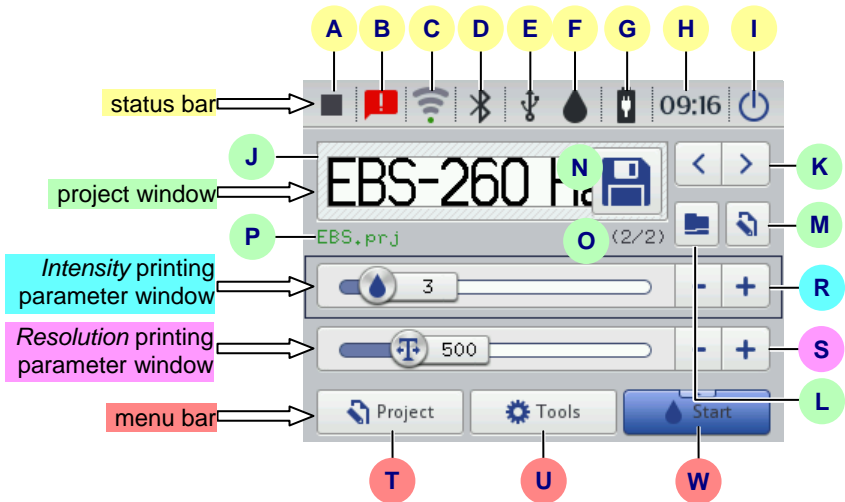 A B C D E F G H I
status bar
09:16
J
EBS-260 Ha
N
K
project window
P
EBS.prj
O
(2/2)
M
Intensity printing
parameter window
3
- +
R
Resolution printing
parameter window
500
- +
S
L
menu bar
Project
Tools
Start
T U W